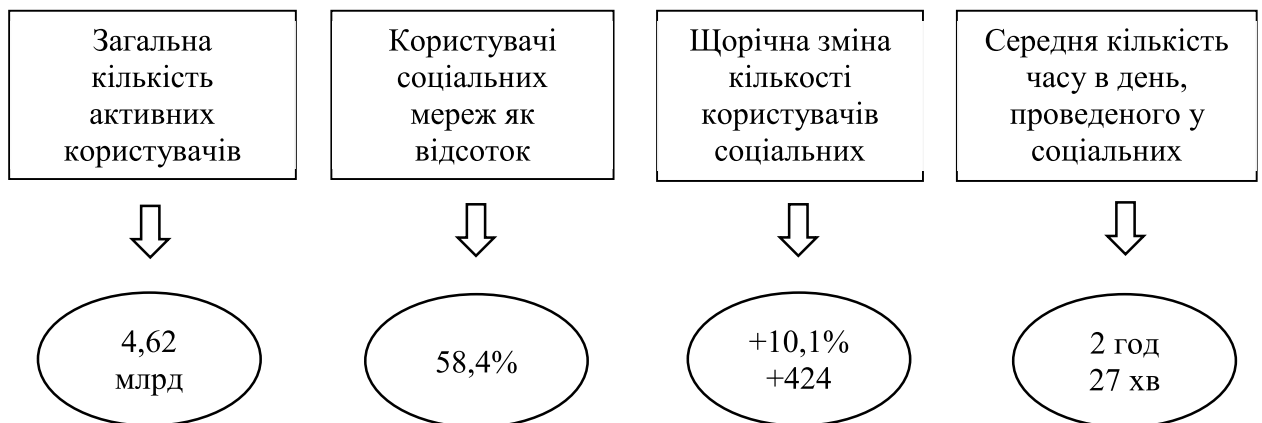 Загальна
кількість
активних
користувачів
Користувачі
соціальних
мереж як
відсоток
Щорічна зміна
кількості
користувачів
соціальних
Середня кількість
часу в день,
проведеного у
соціальних
4,62
млрд
58,4%
+10,1%
+424
2 год
27 хв